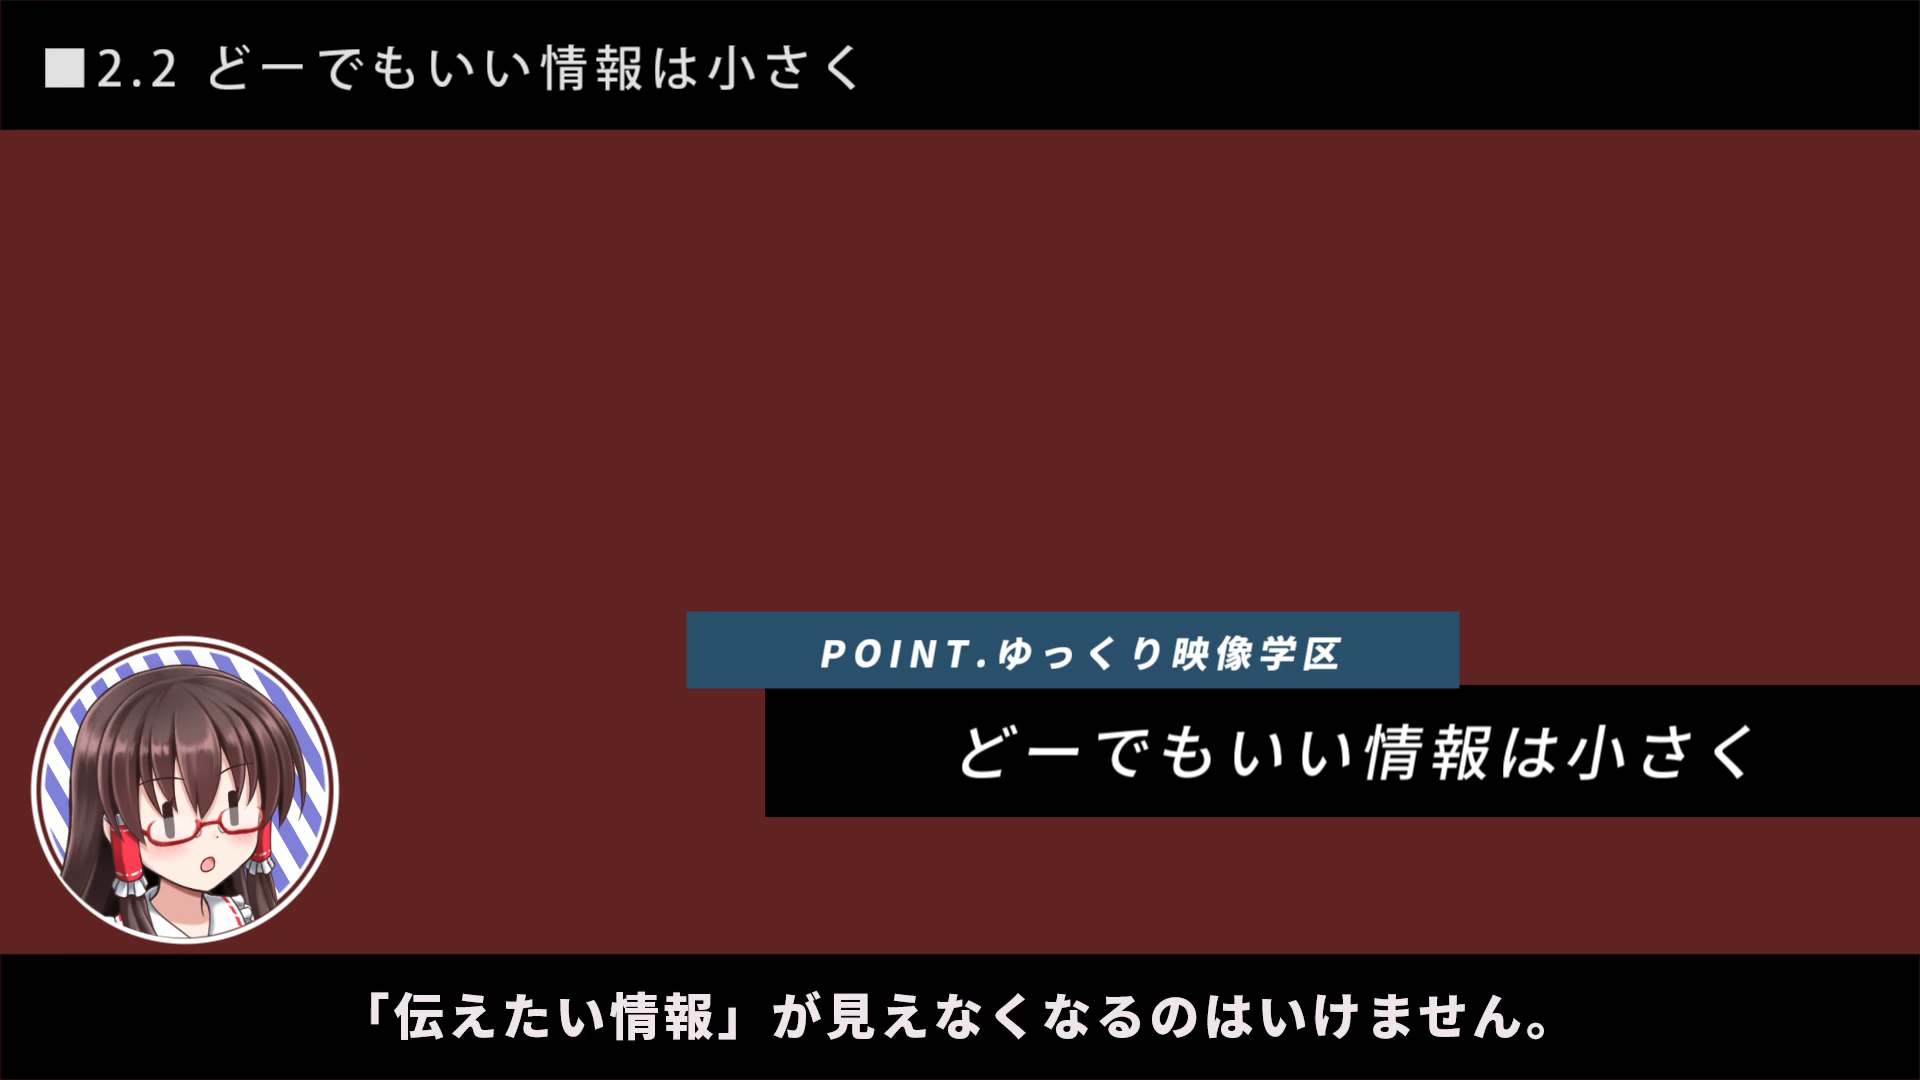 ■2.2 どーでもいい情報は小さく
POINT.ゆっくり映像学区
どーでもいい情報は小さく
「伝えたい情報」が見えなくなるのはいけません。